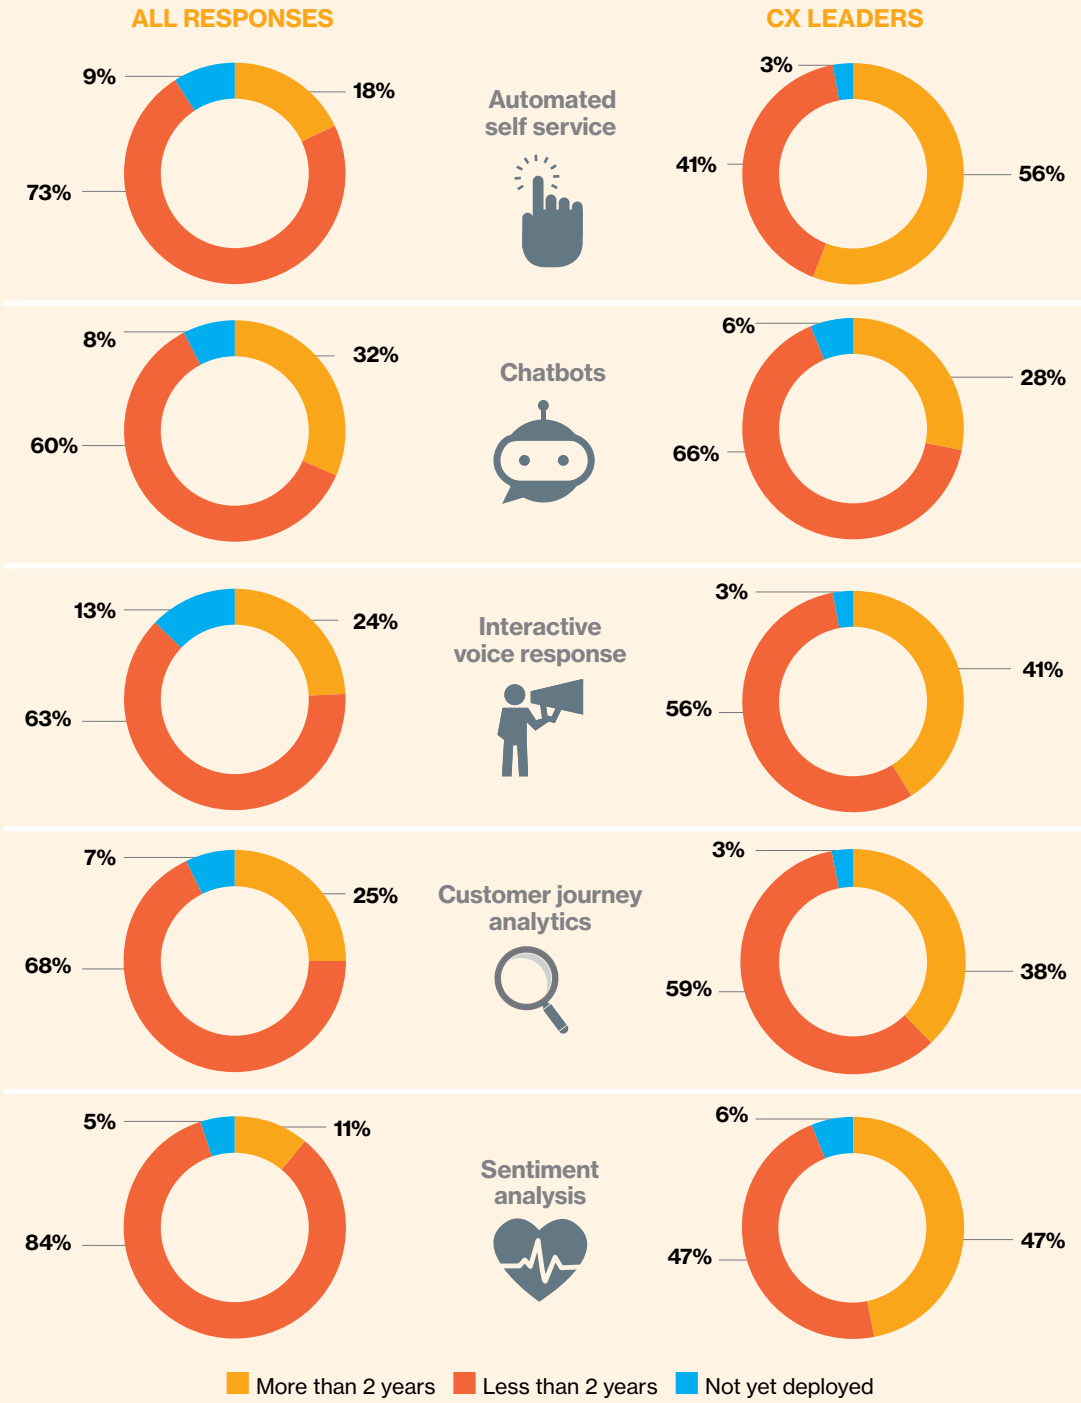 ALL RESPONSES
CX LEADERS
9%
18%
73%
Automated
self service
3%
41%
56%
8%
32%
60%
Chatbots
6%
28%
66%
13%
24%
63%
Interactive
voice response
3%
41%
56%
7%
25%
68%
Customer journey
analytics
3%
38%
59%
5%
11%
84%
Sentiment
analysis
6%
47%
47%
More than 2 years
Less than 2 years
Not yet deployed